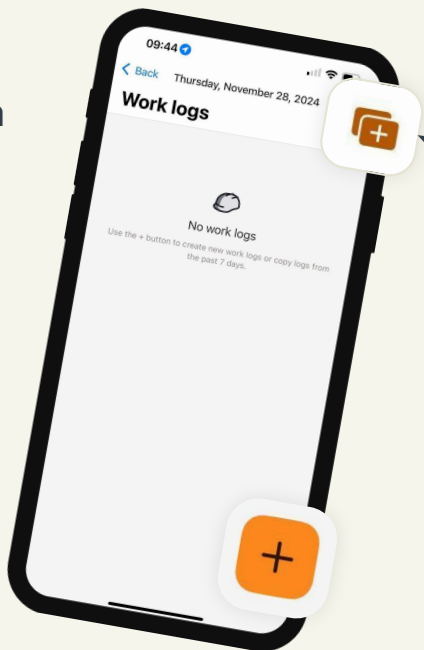 09:44
Back
Thursday, November 28, 2024
Work logs
No work logs
Use the + button to create new work logs or copy logs from
the past 7 days.